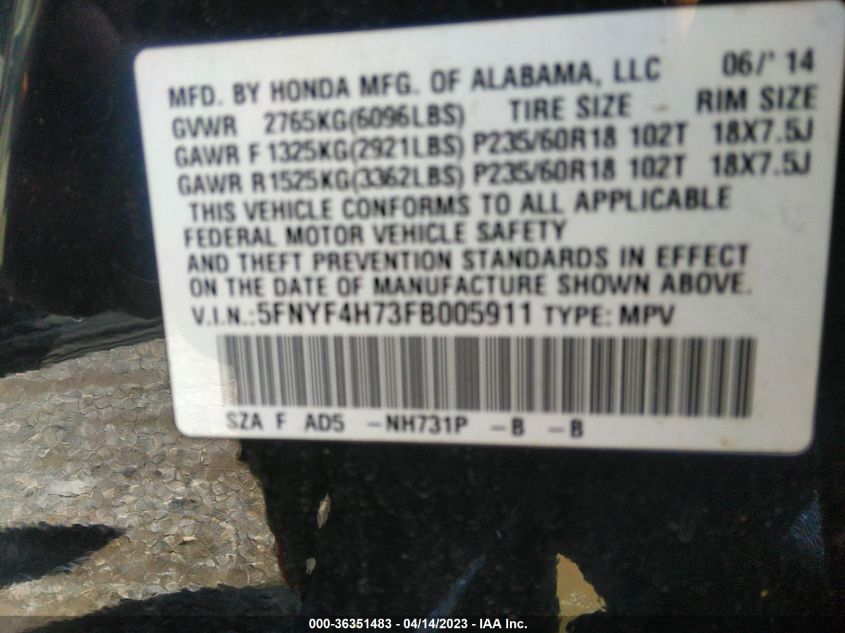 MFD. BY HONDA MFG. OF ALABAMA, LLC 06/'14
GVWR 2765KG(6096LBS) TIRE SIZE RIM SIZE
GAWR F 1325KG(2921LBS) P235/60R18 102T 18X7.5J
GAWR R1525KG(3362LBS) P235/60R18 102T 18X7.5J
THIS VEHICLE CONFORMS TO ALL APPLICABLE
FEDERAL MOTOR VEHICLE SAFETY
AND THEFT PREVENTION STANDARDS IN EFFECT
ON THE DATE OF MANUFACTURE SHOWN ABOVE.
V.I.N.:5FNYF4H73FB005911 TYPE: MPV
SZA F AD5 -NH731P -B -B
000-36351483 - 04/14/2023 - IAA Inc.